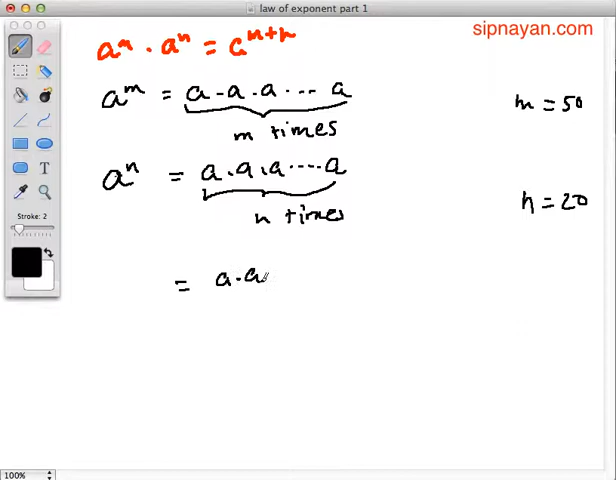 law of exponent part 1
sipnayan.com
a^m · a^n = a^{m+n}
a^m = a · a · a · ... a
m times
m = 50
a^n = a · a · a .... a
n times
n = 20
= a · a
Stroke: 2
100%